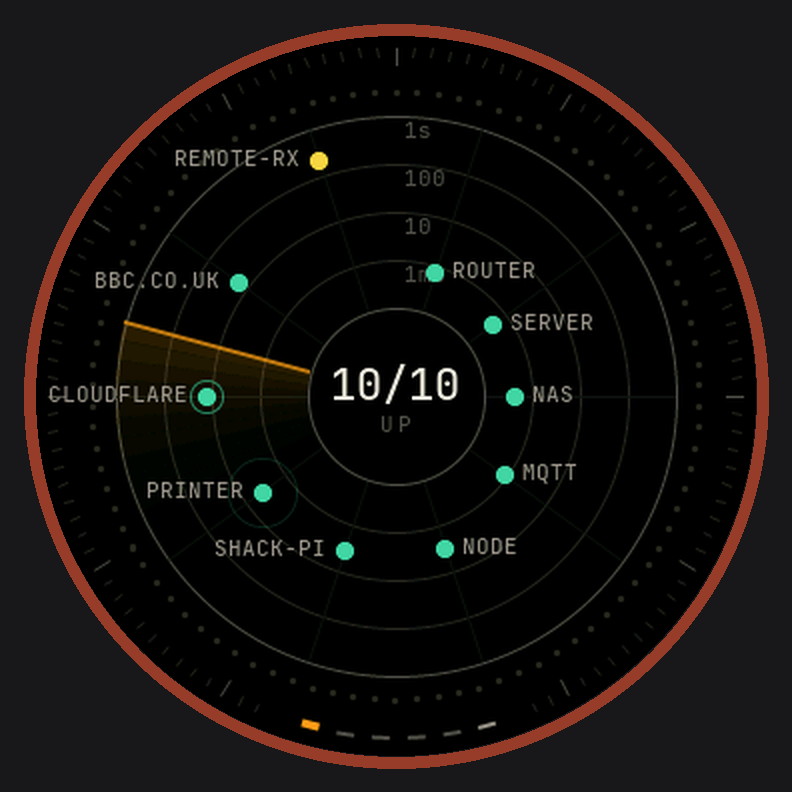 1s
REMOTE-RX
100
10
ROUTER
1m
BBC.CO.UK
SERVER
10/10
CLOUDFLARE
NAS
UP
MQTT
PRINTER
SHACK-PI
NODE